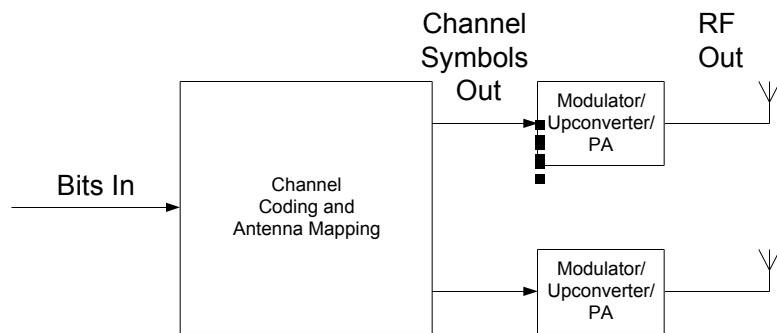 Channel
Symbols
Out
RF
Out
Bits In
Channel
Coding and
Antenna Mapping
Modulator/
Upconverter/
PA
Modulator/
Upconverter/
PA